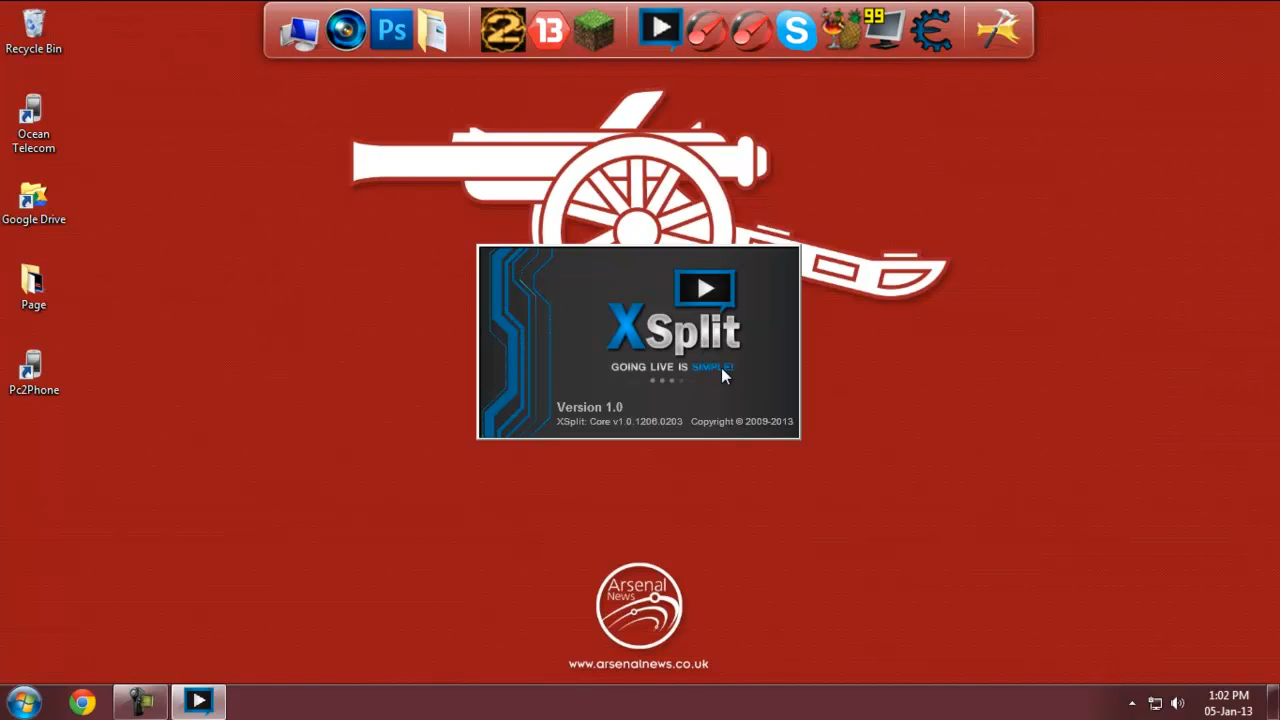 Recycle Bin
Ocean
Telecom
Google Drive
Page
Pc2Phone
Ps
2
13
S
99
XSplit
GOING LIVE IS SIMPLE!
Version 1.0
XSplit: Core v1.0.1206.0203 Copyright © 2009-2013
Arsenal
News
www.arsenalnews.co.uk
1:02 PM
05-Jan-13